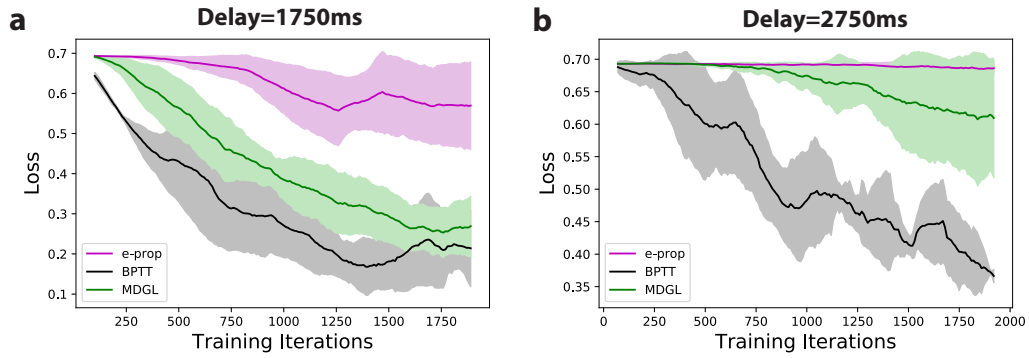 a
Delay=1750ms
0.7
0.6
0.5
0.4
0.3
0.2
0.1
Loss
e-prop
BPTT
MDGL
250 500 750 1000 1250 1500 1750
Training Iterations
b
Delay=2750ms
0.70
0.65
0.60
0.55
0.50
0.45
0.40
0.35
Loss
e-prop
BPTT
MDGL
0 250 500 750 1000 1250 1500 1750 2000
Training Iterations